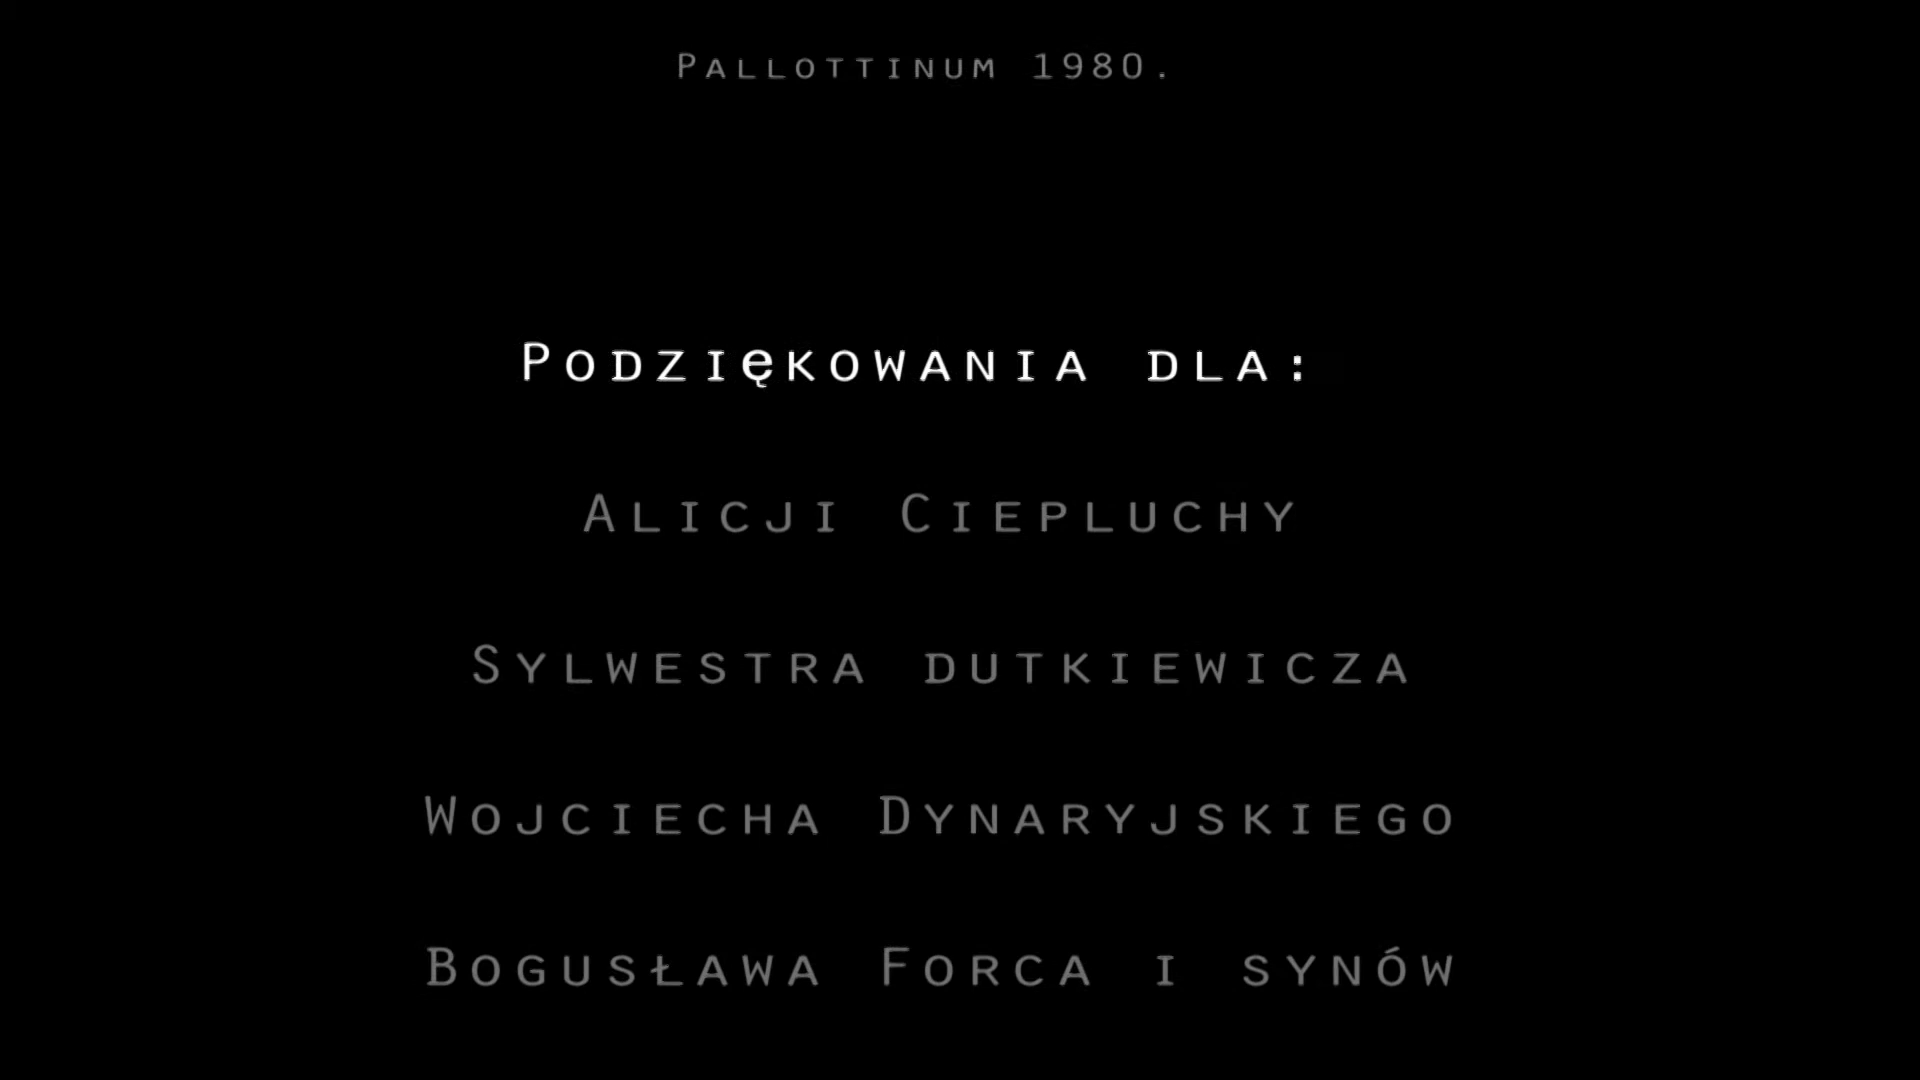 Pallottinum 1980.
Podziękowania dla:
Alicji Ciepluchy
Sylwestra dutkiewicza
Wojciecha Dynaryjskiego
Bogusława Forca i synów